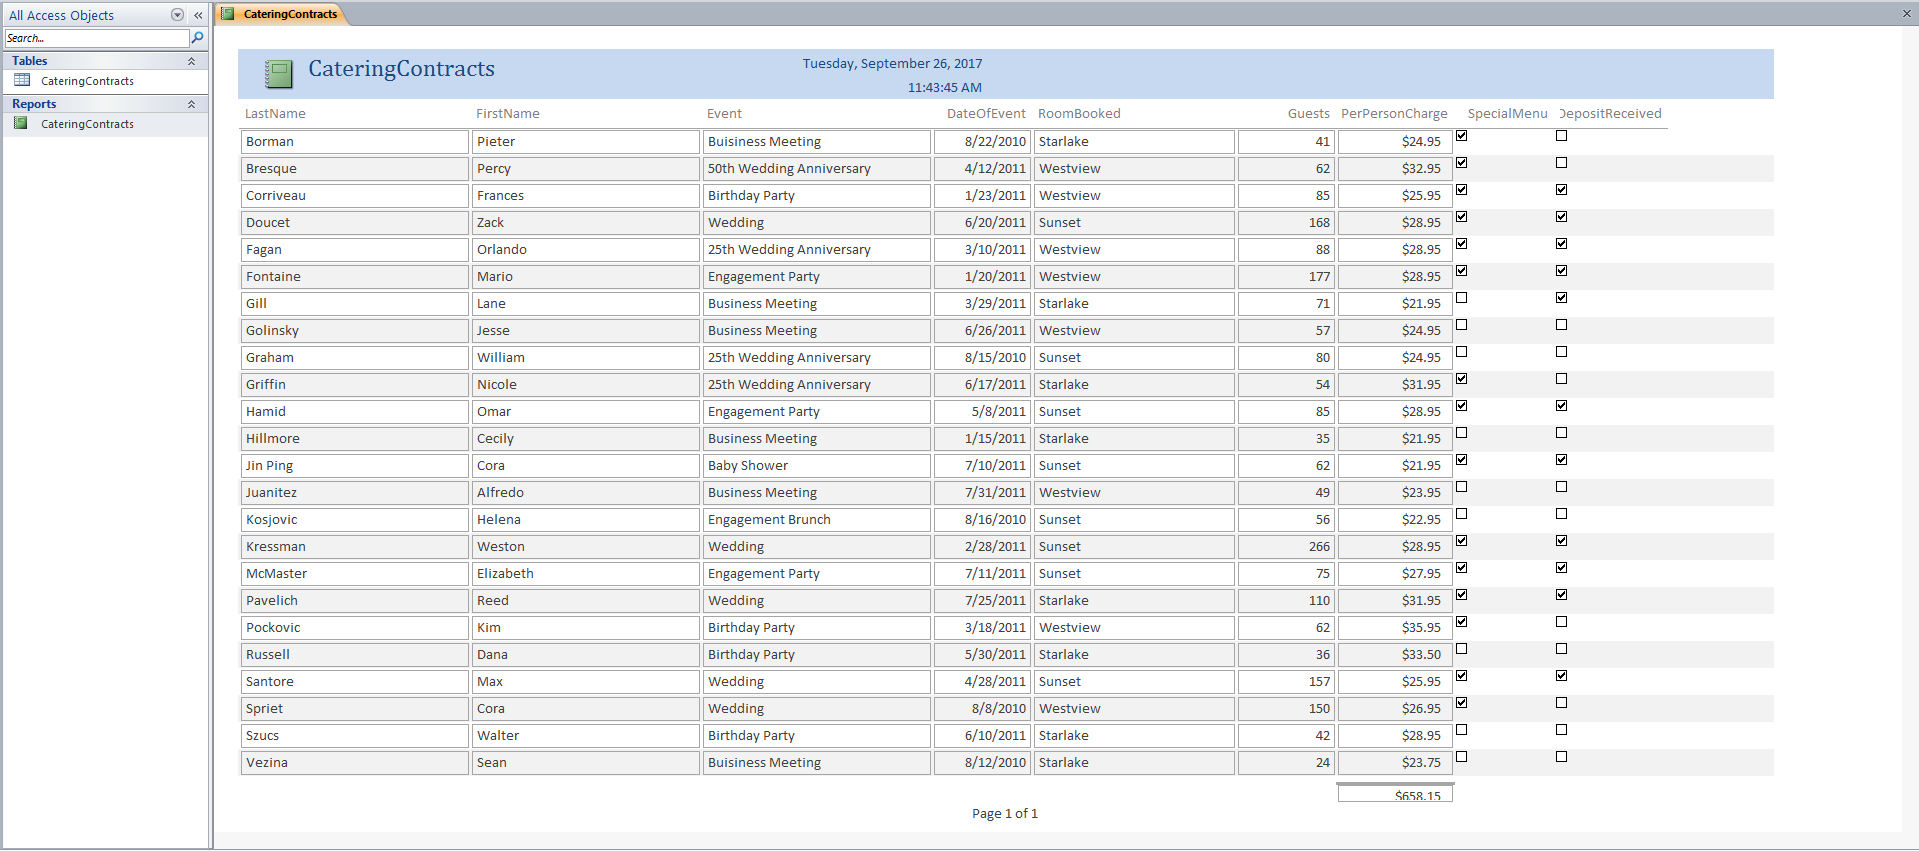 All Access Objects
Search...
Tables
CateringContracts
Reports
CateringContracts
CateringContracts
CateringContracts
Tuesday, September 26, 2017
11:43:45 AM
LastName FirstName Event DateOfEvent RoomBooked Guests PerPersonCharge SpecialMenu DepositReceived
Borman Pieter Buisiness Meeting 8/22/2010 Starlake 41 $24.95
Bresque Percy 50th Wedding Anniversary 4/12/2011 Westview 62 $32.95
Corriveau Frances Birthday Party 1/23/2011 Westview 85 $25.95
Doucet Zack Wedding 6/20/2011 Sunset 168 $28.95
Fagan Orlando 25th Wedding Anniversary 3/10/2011 Westview 88 $28.95
Fontaine Mario Engagement Party 1/20/2011 Westview 177 $28.95
Gill Lane Business Meeting 3/29/2011 Starlake 71 $21.95
Golinsky Jesse Business Meeting 6/26/2011 Westview 57 $24.95
Graham William 25th Wedding Anniversary 8/15/2010 Sunset 80 $24.95
Griffin Nicole 25th Wedding Anniversary 6/17/2011 Starlake 54 $31.95
Hamid Omar Engagement Party 5/8/2011 Sunset 85 $28.95
Hillmore Cecily Business Meeting 1/15/2011 Starlake 35 $21.95
Jin Ping Cora Baby Shower 7/10/2011 Sunset 62 $21.95
Juanitez Alfredo Business Meeting 7/31/2011 Westview 49 $23.95
Kosjovic Helena Engagement Brunch 8/16/2010 Sunset 56 $22.95
Kressman Weston Wedding 2/28/2011 Sunset 266 $28.95
McMaster Elizabeth Engagement Party 7/11/2011 Sunset 75 $27.95
Pavelich Reed Wedding 7/25/2011 Starlake 110 $31.95
Pockovic Kim Birthday Party 3/18/2011 Westview 62 $35.95
Russell Dana Birthday Party 5/30/2011 Starlake 36 $33.50
Santore Max Wedding 4/28/2011 Sunset 157 $25.95
Spriet Cora Wedding 8/8/2010 Westview 150 $26.95
Szucs Walter Birthday Party 6/10/2011 Starlake 42 $28.95
Vezina Sean Buisiness Meeting 8/12/2010 Starlake 24 $23.75
$658.15
Page 1 of 1